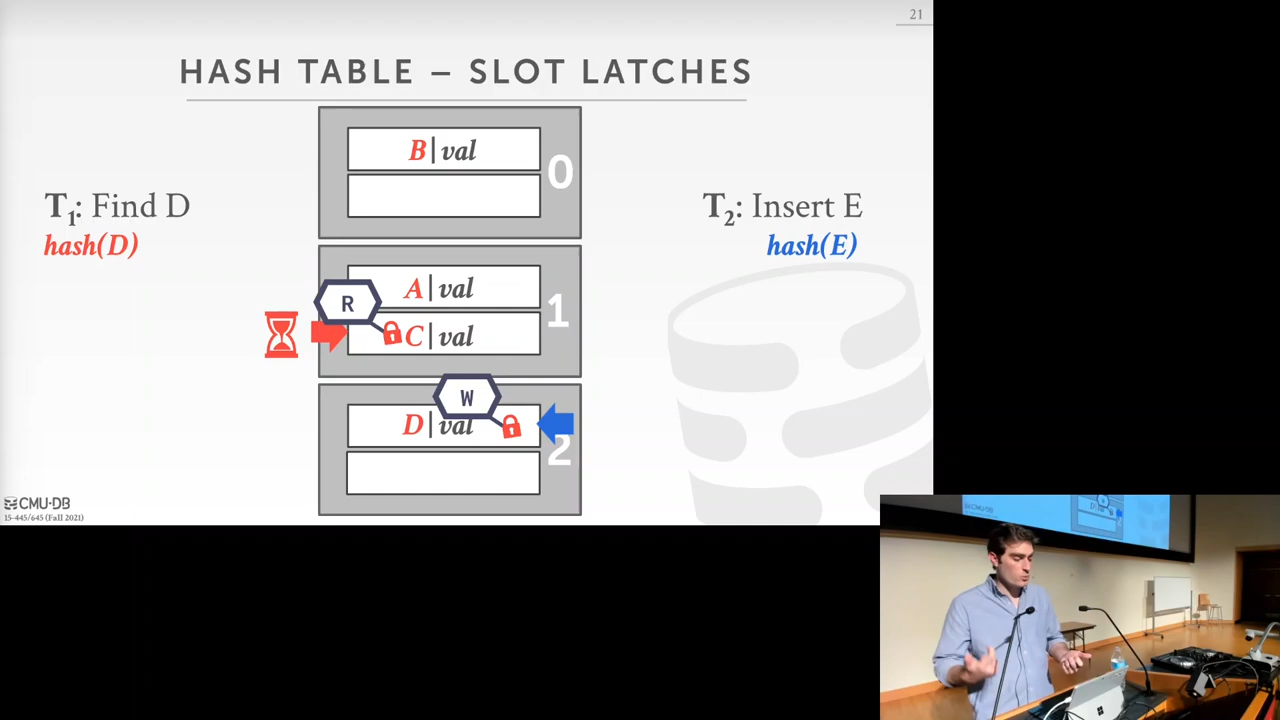 21
HASH TABLE – SLOT LATCHES
B|val
0
T1: Find D
hash(D)
T2: Insert E
hash(E)
A|val
1
R
C|val
W
D|val
2
CMU·DB
15-445/645 (Fall 2021)